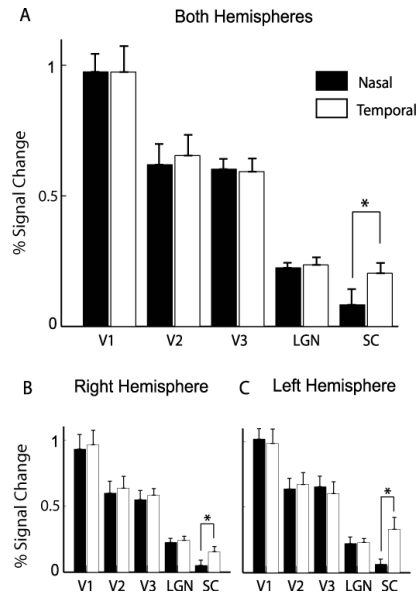 A Both Hemispheres
1
Nasal
Temporal
% Signal Change
0.5
*
0
V1 V2 V3 LGN SC
B Right Hemisphere C Left Hemisphere
1
% Signal Change
0.5
* *
0
V1 V2 V3 LGN SC V1 V2 V3 LGN SC